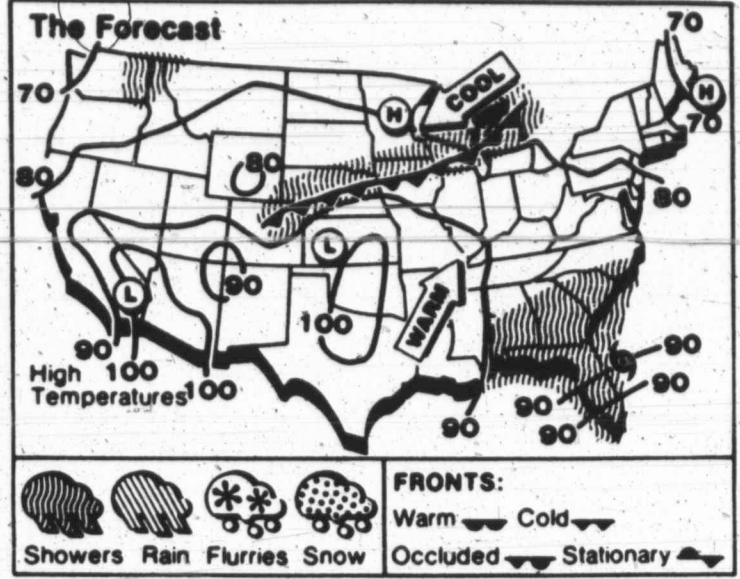 The Forecast
70
70
H
COOL
H
70
80
80
80
L
L
90
100
WARM
90
100
100
90
90
90
90
90
High
Temperatures
Showers Rain Flurries Snow
FRONTS:
Warm Cold
Occluded Stationary